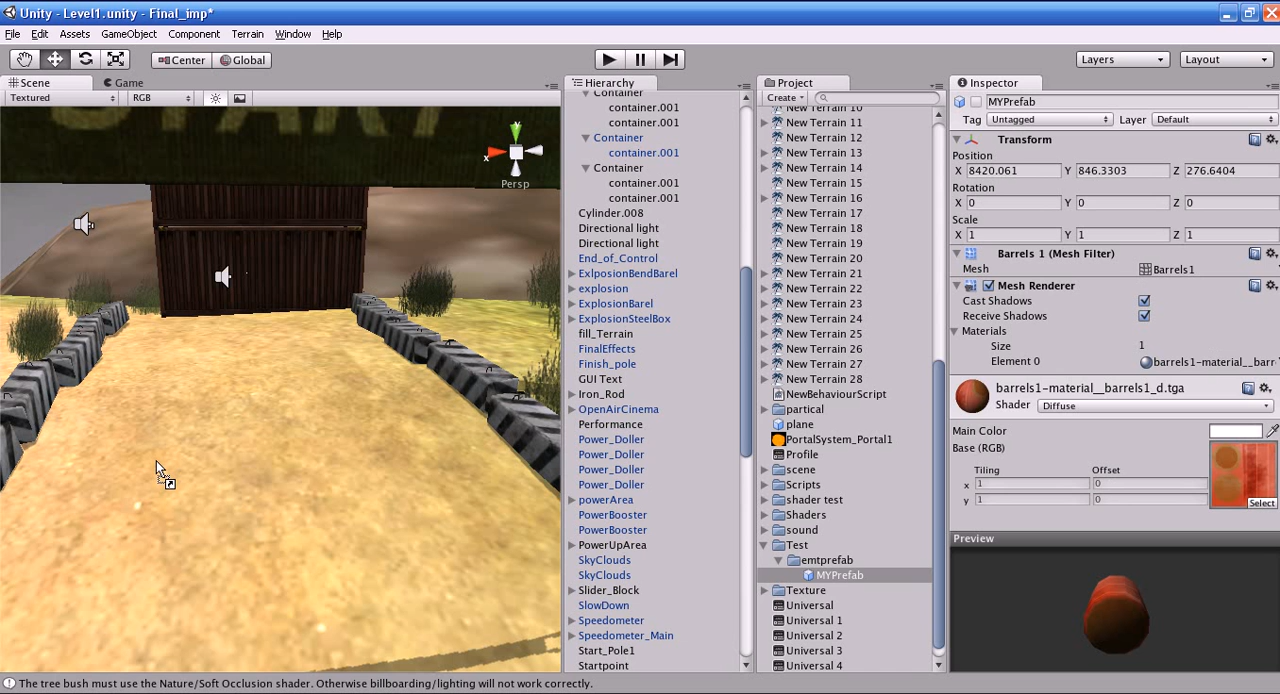 Unity - Level1.unity - Final_imp*
File Edit Assets GameObject Component Terrain Window Help
Center Global Layers Layout
Scene Game
Textured RGB
START
x y
Persp
Hierarchy
Container
container.001
container.001
Container
container.001
Container
container.001
container.001
Cylinder.008
Directional light
Directional light
End_of_Control
ExlposionBendBarel
explosion
ExplosionBarel
ExplosionSteelBox
fill_Terrain
FinalEffects
Finish_pole
GUI Text
Iron_Rod
OpenAirCinema
Performance
Power_Doller
Power_Doller
Power_Doller
Power_Doller
powerArea
PowerBooster
PowerBooster
PowerUpArea
SkyClouds
SkyClouds
Slider_Block
SlowDown
Speedometer
Speedometer_Main
Start_Pole1
Startpoint
Project
Create
New Terrain 10
New Terrain 11
New Terrain 12
New Terrain 13
New Terrain 14
New Terrain 15
New Terrain 16
New Terrain 17
New Terrain 18
New Terrain 19
New Terrain 20
New Terrain 21
New Terrain 22
New Terrain 23
New Terrain 24
New Terrain 25
New Terrain 26
New Terrain 27
New Terrain 28
NewBehaviourScript
partical
plane
PortalSystem_Portal1
Profile
scene
Scripts
shader test
Shaders
sound
Test
emtprefab
MYPrefab
Texture
Universal
Universal 1
Universal 2
Universal 3
Universal 4
Inspector
MYPrefab
Tag Untagged Layer Default
Transform
Position
X 8420.061 Y 846.3303 Z 276.6404
Rotation
X 0 Y 0 Z 0
Scale
X 1 Y 1 Z 1
Barrels 1 (Mesh Filter)
Mesh Barrels1
Mesh Renderer
Cast Shadows
Receive Shadows
Materials
Size 1
Element 0 barrels1-material__barr
barrels1-material__barrels1_d.tga
Shader Diffuse
Main Color
Base (RGB)
Tiling Offset
x 1 0
y 1 0
Select
Preview
The tree bush must use the Nature/Soft Occlusion shader. Otherwise billboarding/lighting will not work correctly.